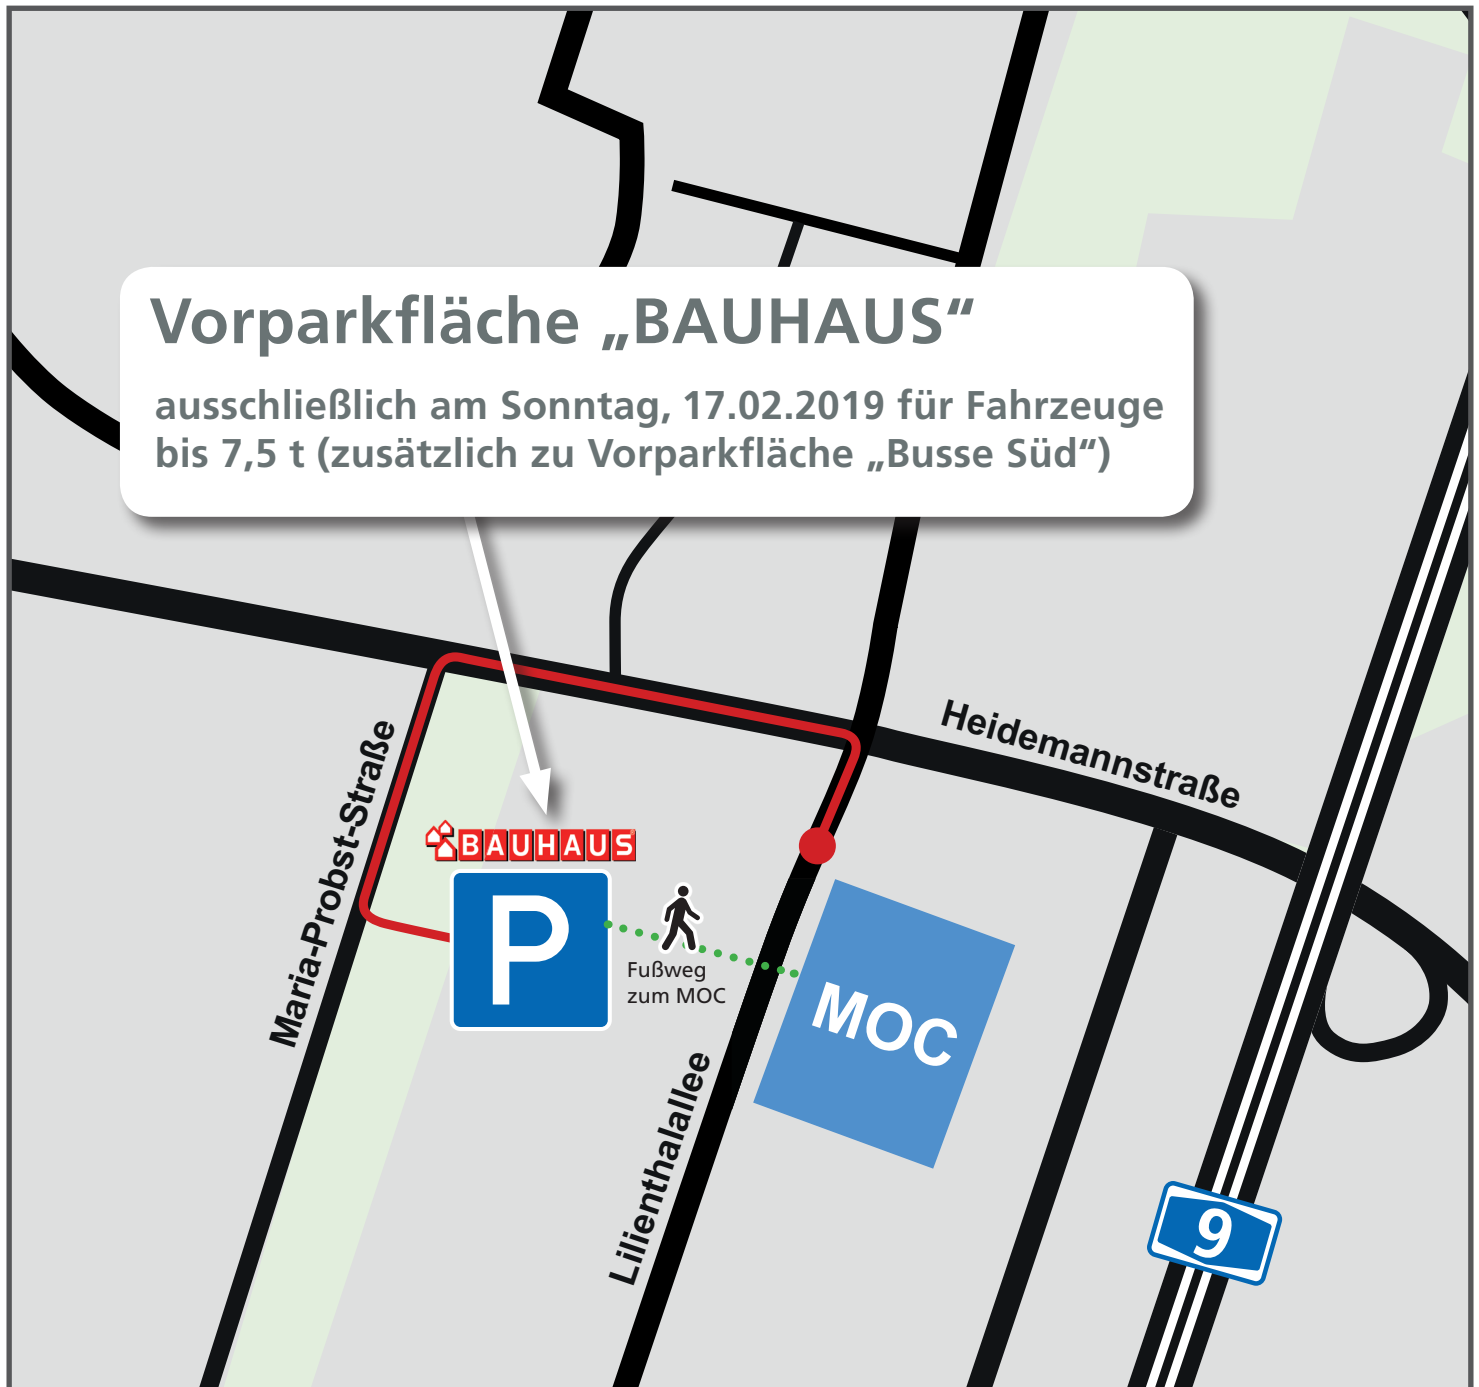 Vorparkfläche „BAUHAUS“
ausschließlich am Sonntag, 17.02.2019 für Fahrzeuge
bis 7,5 t (zusätzlich zu Vorparkfläche „Busse Süd“)
Heidemannstraße
Maria-Probst-Straße
BAUHAUS
P
Fußweg
zum MOC
MOC
Lilienthalallee
9